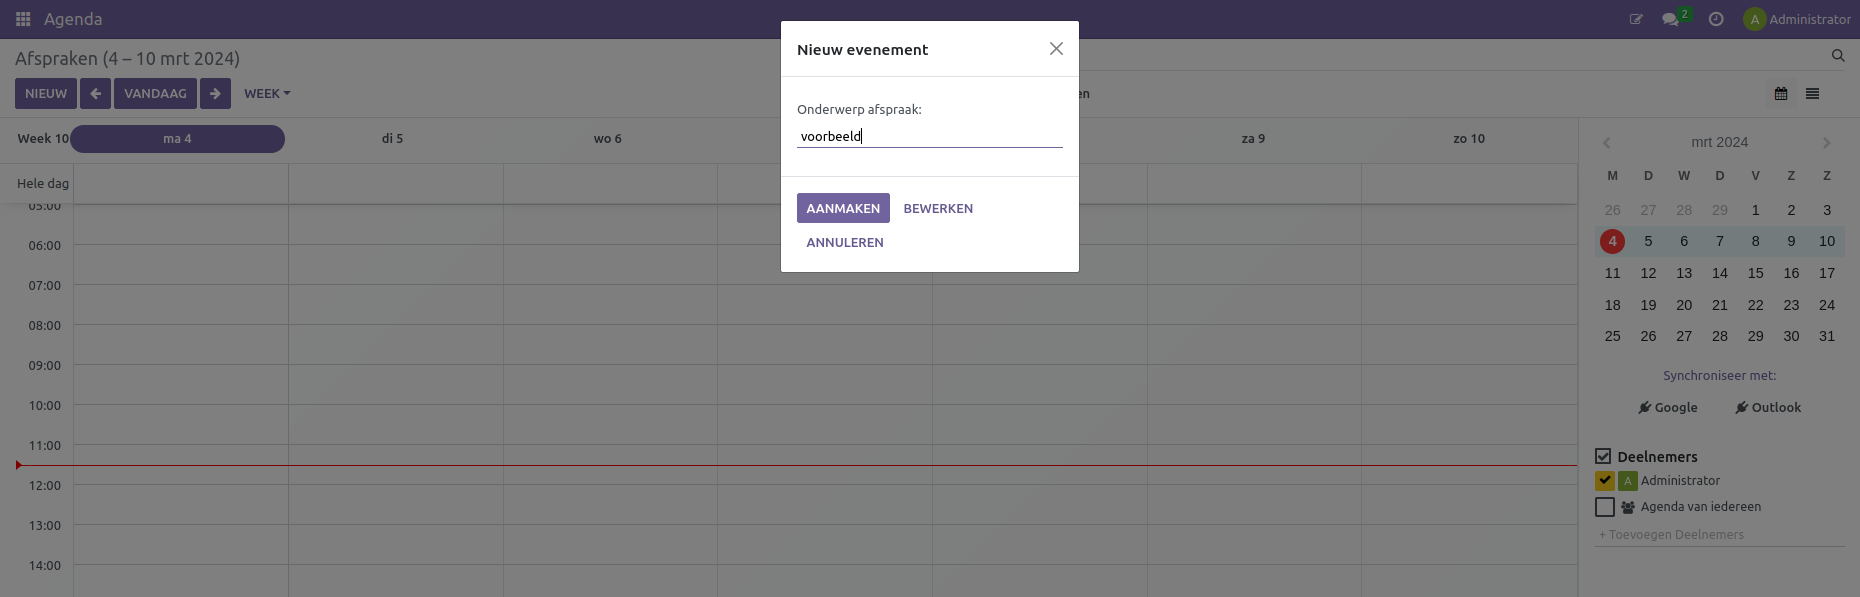 Agenda
2
A Administrator
Afspraken (4 – 10 mrt 2024)
NIEUW VANDAAG WEEK
en
Nieuw evenement
Onderwerp afspraak:
voorbeeld
AANMAKEN BEWERKEN
ANNULEREN
Week 10 ma 4 di 5 wo 6 za 9 zo 10
Hele dag
05:00
06:00
07:00
08:00
09:00
10:00
11:00
12:00
13:00
14:00
mrt 2024
M D W D V Z Z
26 27 28 29 1 2 3
4 5 6 7 8 9 10
11 12 13 14 15 16 17
18 19 20 21 22 23 24
25 26 27 28 29 30 31
Synchroniseer met:
Google Outlook
Deelnemers
A Administrator
Agenda van iedereen
+ Toevoegen Deelnemers